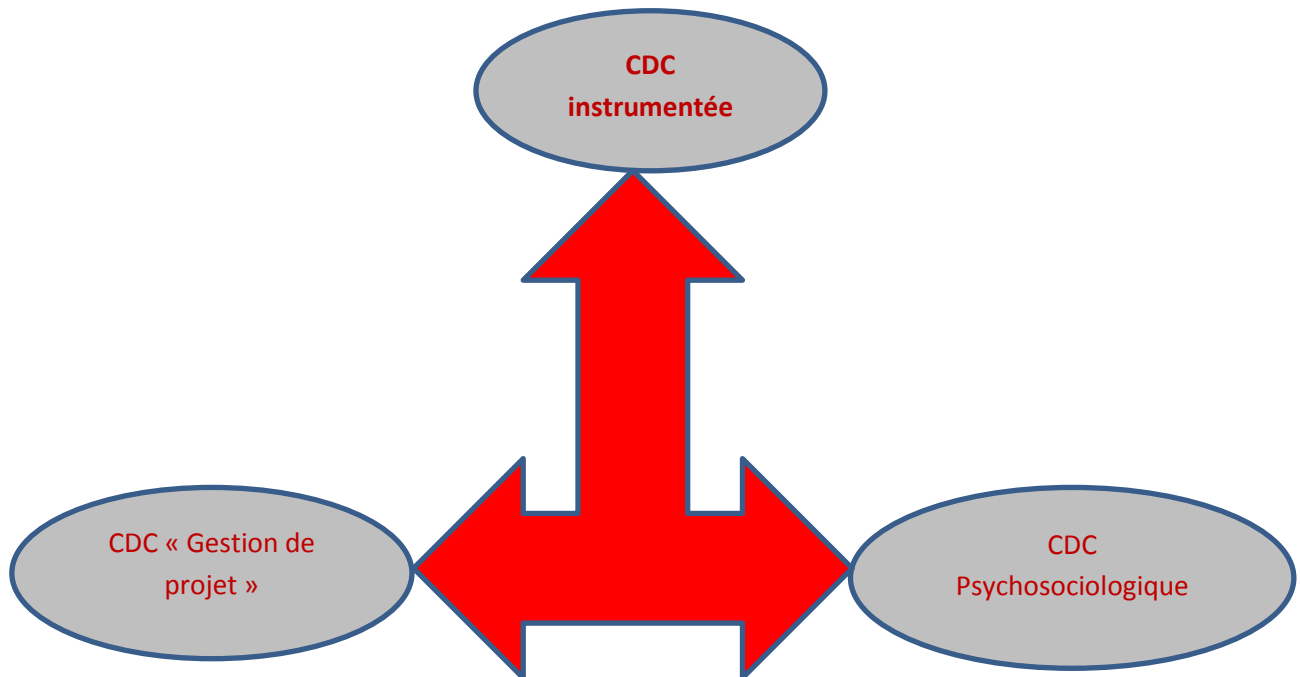 CDC
instrumentée
CDC « Gestion de
projet »
CDC
Psychosociologique